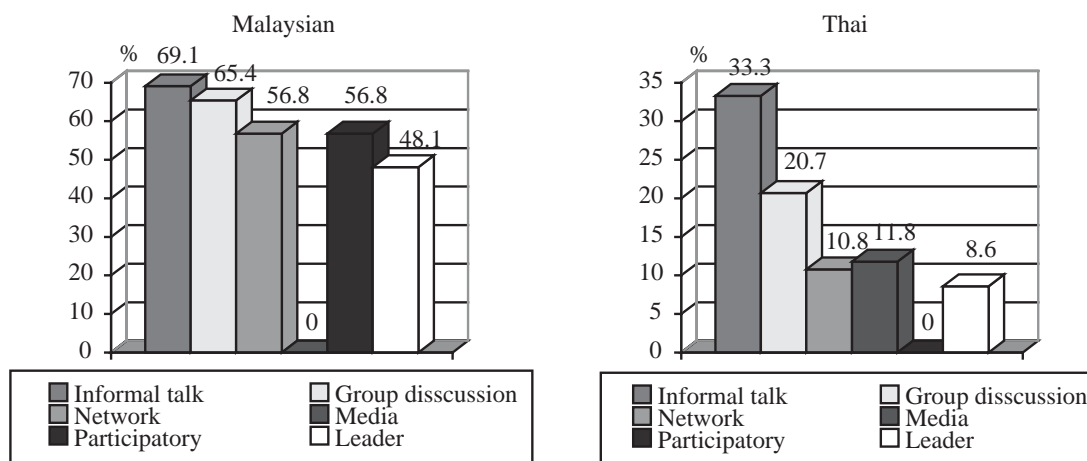 Malaysian
%
69.1
65.4
56.8
0
56.8
48.1
70
60
50
40
30
20
10
0
Informal talk
Group disscussion
Network
Media
Participatory
Leader
Thai
%
33.3
20.7
10.8
11.8
0
8.6
35
30
25
20
15
10
5
0
Informal talk
Group disscussion
Network
Media
Participatory
Leader